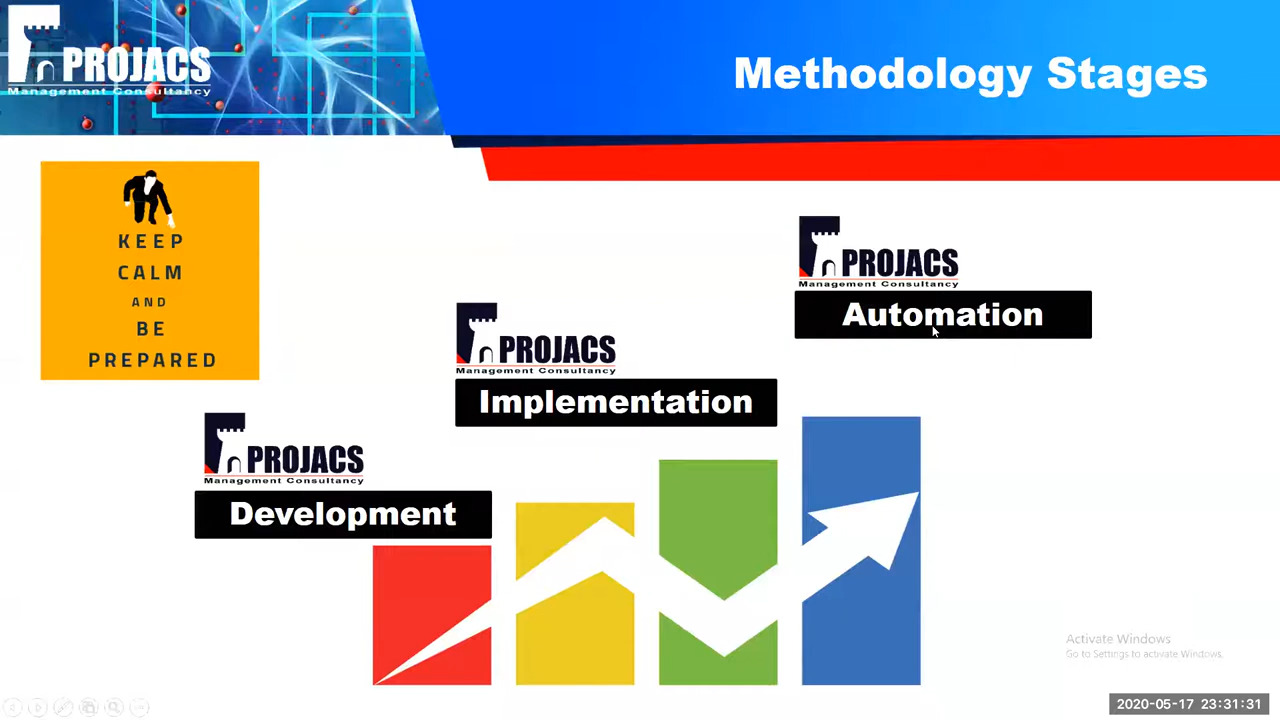 PROJACS
Management Consultancy
Methodology Stages
KEEP
CALM
AND
BE
PREPARED
PROJACS
Management Consultancy
Automation
PROJACS
Management Consultancy
Implementation
PROJACS
Management Consultancy
Development
Activate Windows
Go to Settings to activate Windows.
2020-05-17 23:31:31